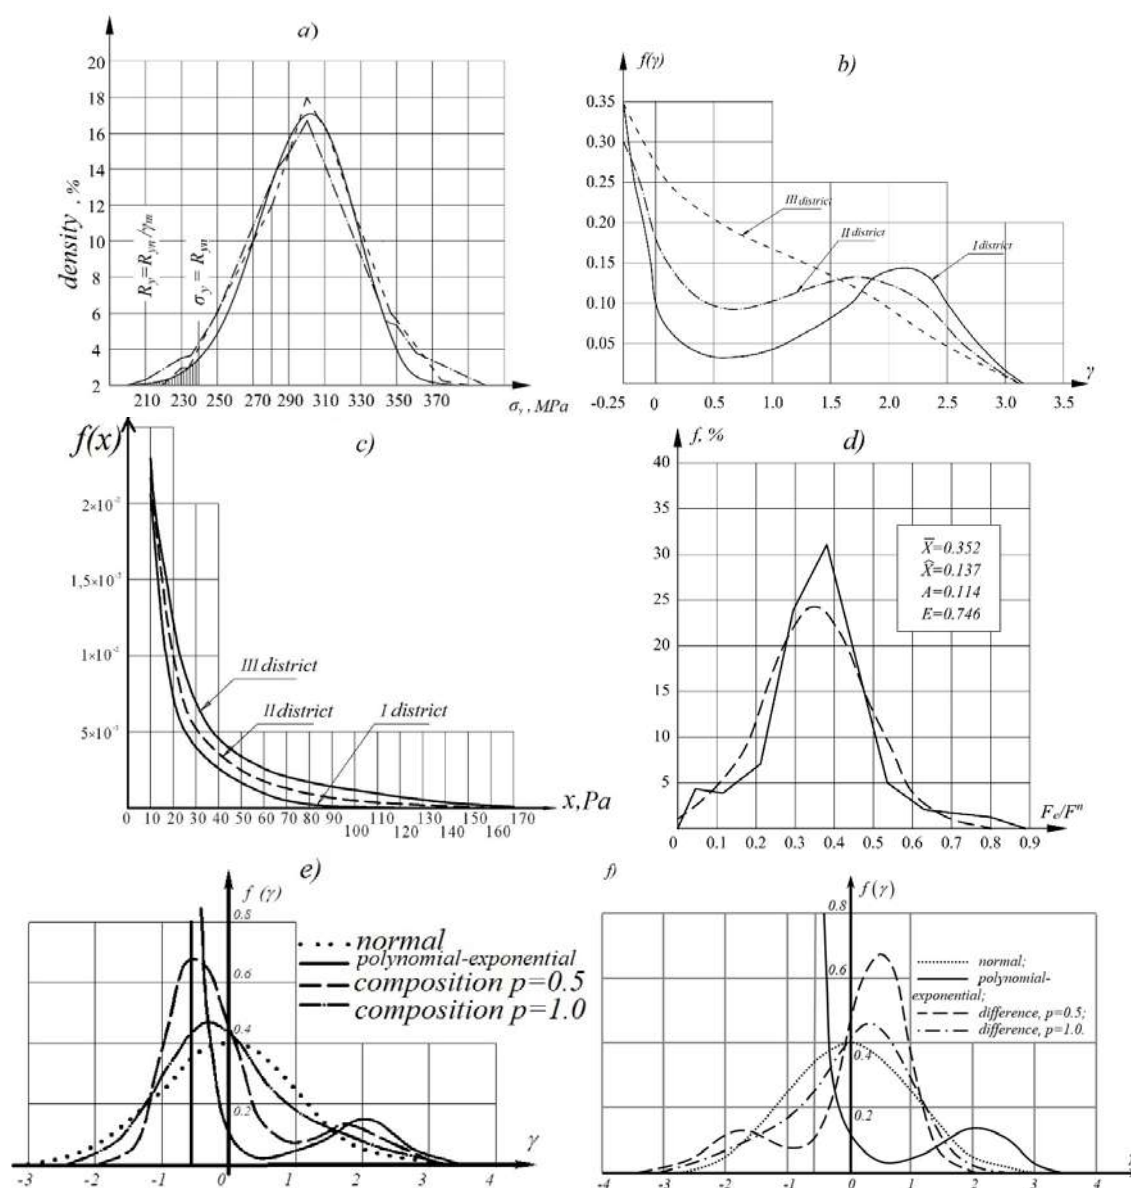 a)
20
18
16
14
12
10
8
6
4
2
density , %
R_y=R_yn/γ_m
σ_y = R_yn
210 230 250 270 290 310 330 350 370
σ_y , MPa
b)
f(γ)
0.35
0.30
0.25
0.20
0.15
0.10
0.05
III district
II district
I district
-0.25 0 0.5 1.0 1.5 2.0 2.5 3.0 3.5
γ
c)
f(x)
1×10⁻²
III district
II district
I district
10 20 30 40 50 60 70 80 90 110 130 150 170
100 120 140 160
x,Pa
d)
f, %
40
35
30
25
20
15
10
5
X̅=0.352
X̂=0.137
A=0.114
E=0.746
0 0.1 0.2 0.3 0.4 0.5 0.6 0.7 0.8 0.9
F_e/Fⁿ
e)
f (γ)
0.8
0.6
0.4
0.2
normal
polynomial-exponential
composition p=0.5
composition p=1.0
-3 -2 -1 0 1 2 3 4
γ
f)
f(γ)
0.8
0.6
0.4
0.2
normal;
polynomial-
exponential;
difference, p=0.5;
difference, p=1.0.
-4 -3 -2 -1 0 1 2 3 4